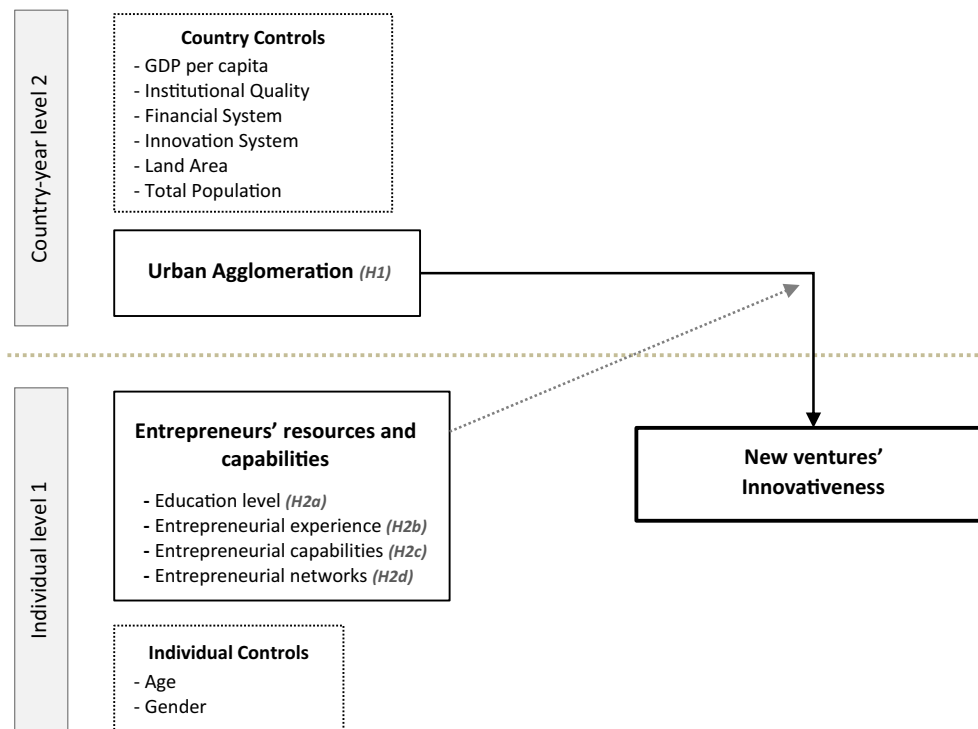 Country-year level 2
Country Controls
- GDP per capita
- Institutional Quality
- Financial System
- Innovation System
- Land Area
- Total Population
Urban Agglomeration (H1)
Individual level 1
Entrepreneurs’ resources and
capabilities
- Education level (H2a)
- Entrepreneurial experience (H2b)
- Entrepreneurial capabilities (H2c)
- Entrepreneurial networks (H2d)
New ventures’
Innovativeness
Individual Controls
- Age
- Gender